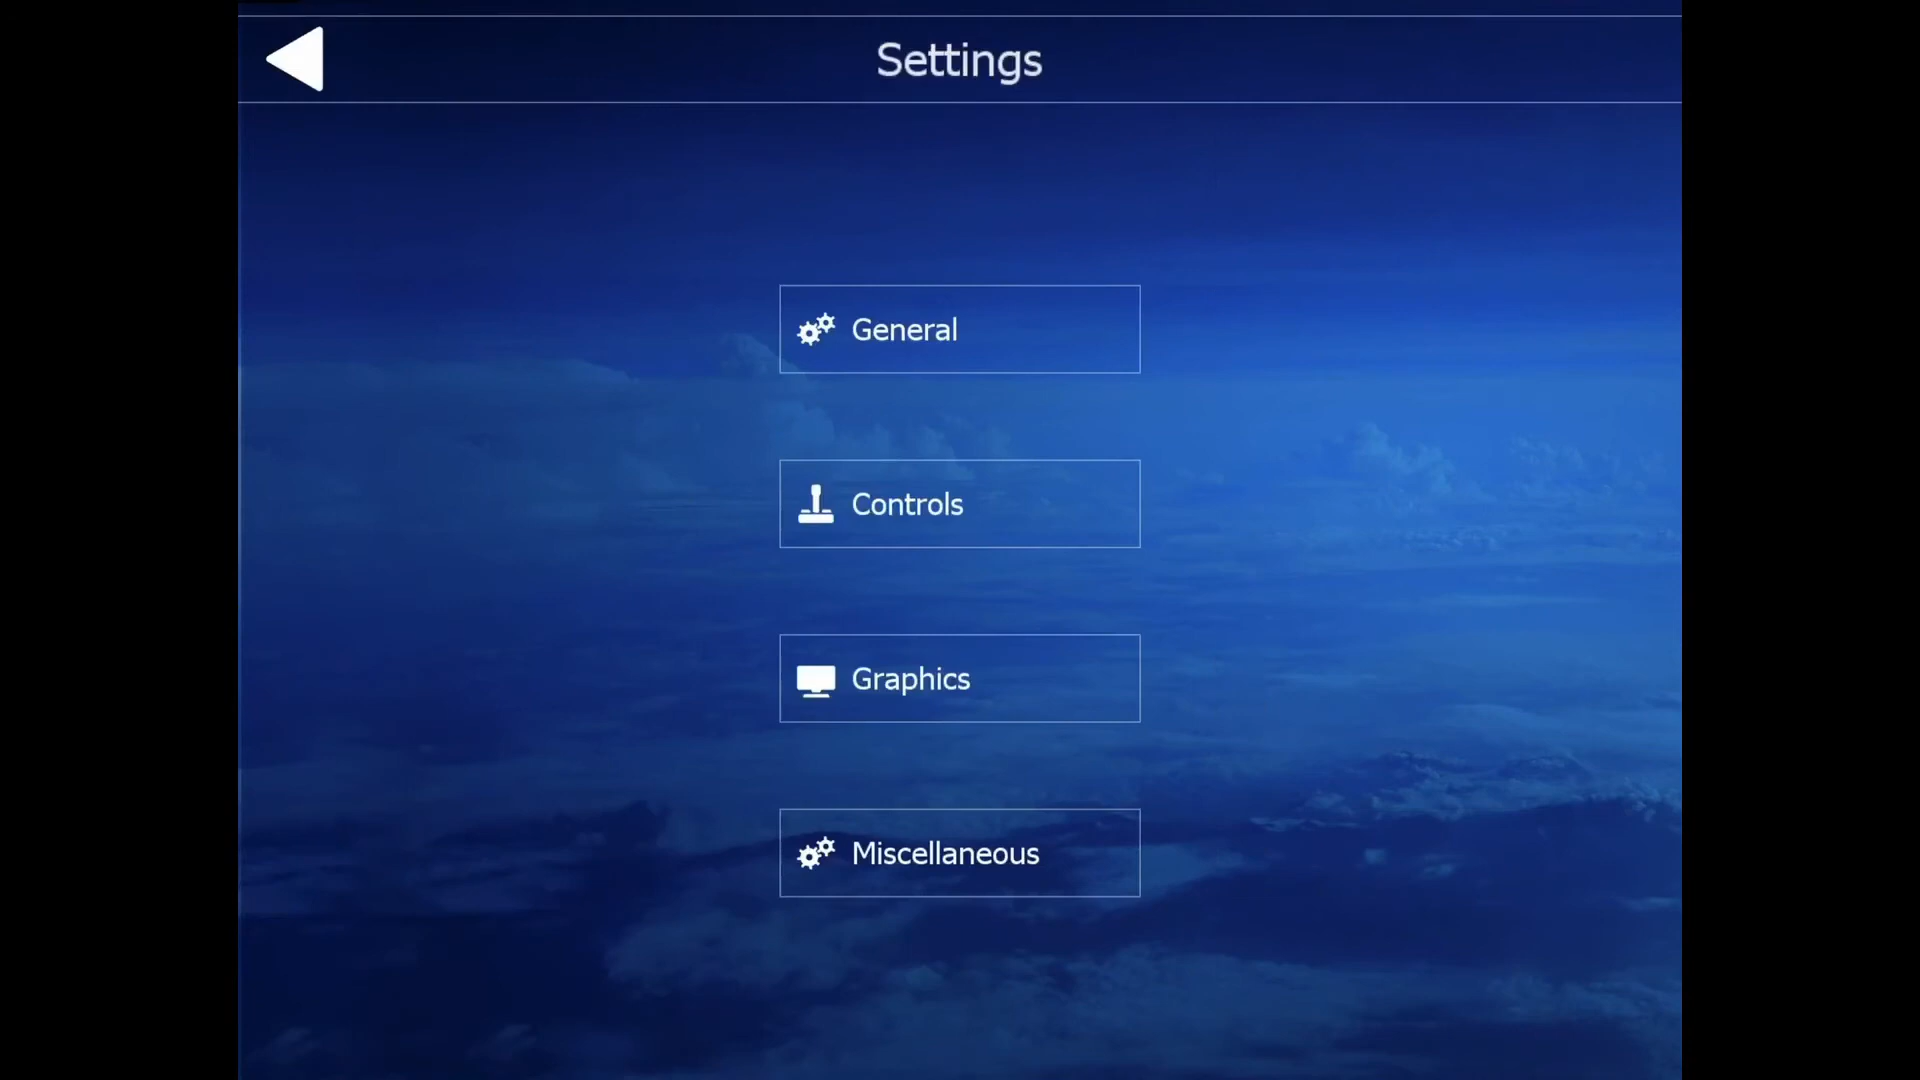 Settings
General
Controls
Graphics
Miscellaneous